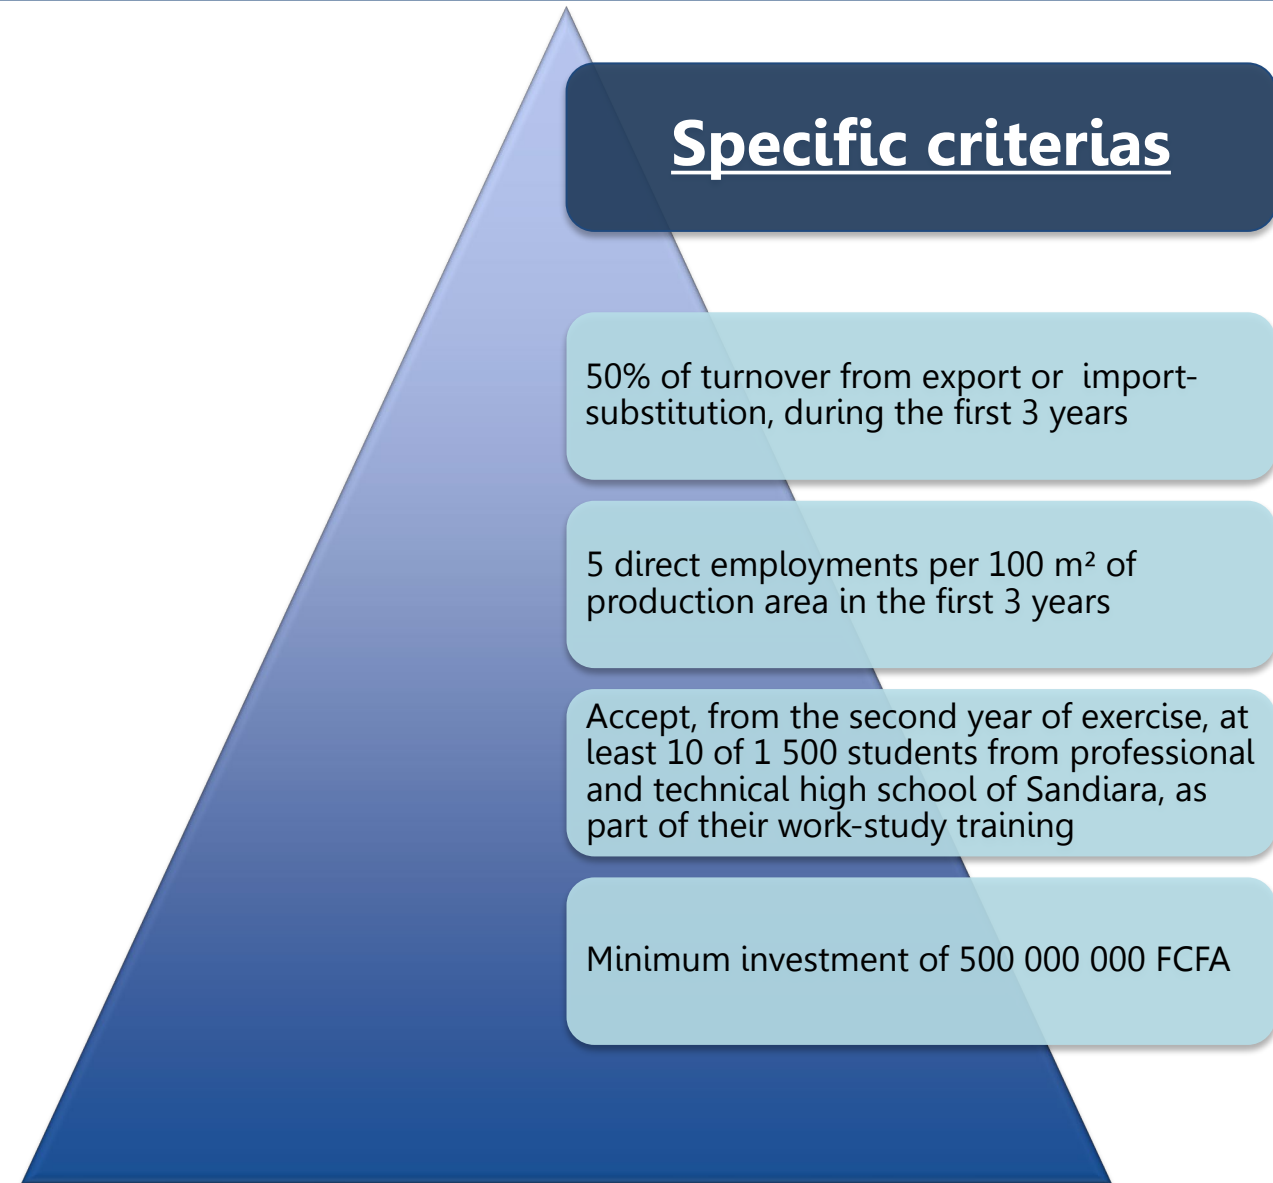 Specific criterias
50% of turnover from export or  import-
substitution, during the first 3 years
5 direct employments per 100 m² of
production area in the first 3 years
Accept, from the second year of exercise, at
least 10 of 1 500 students from professional
and technical high school of Sandiara, as
part of their work-study training
Minimum investment of 500 000 000 FCFA